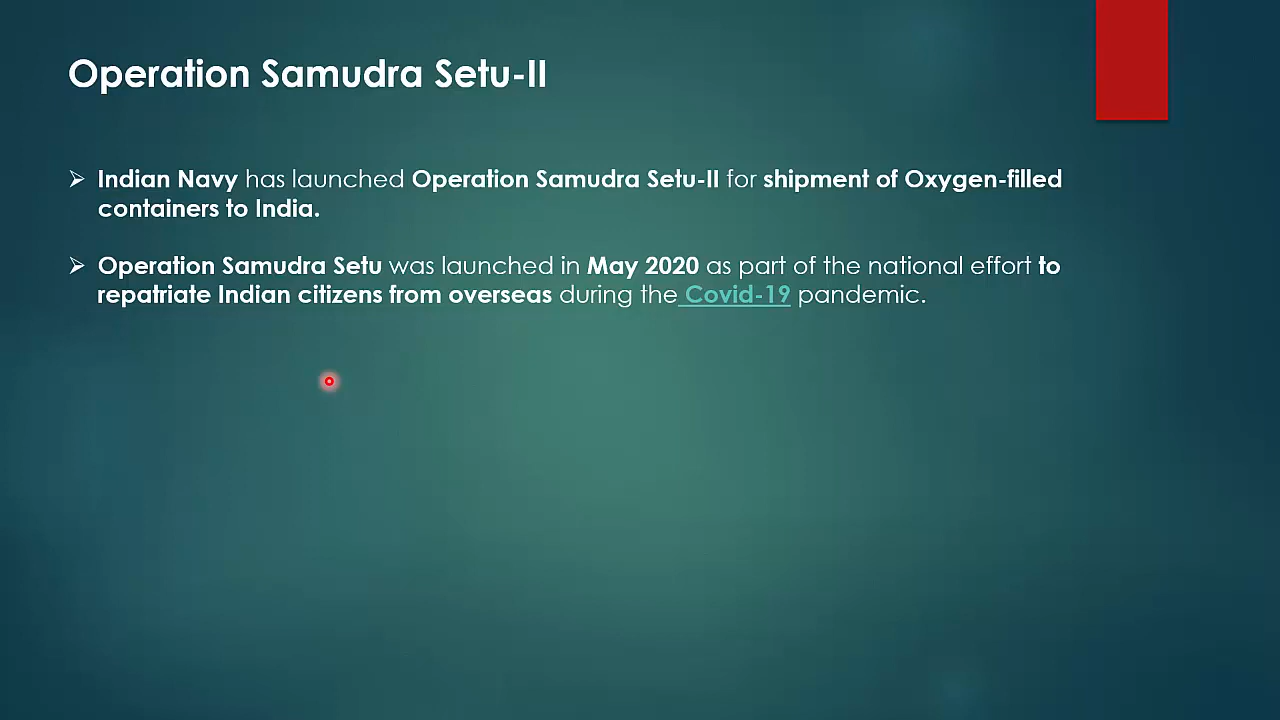 Operation Samudra Setu-II
Indian Navy has launched Operation Samudra Setu-II for shipment of Oxygen-filled
containers to India.
Operation Samudra Setu was launched in May 2020 as part of the national effort to
repatriate Indian citizens from overseas during the Covid-19 pandemic.